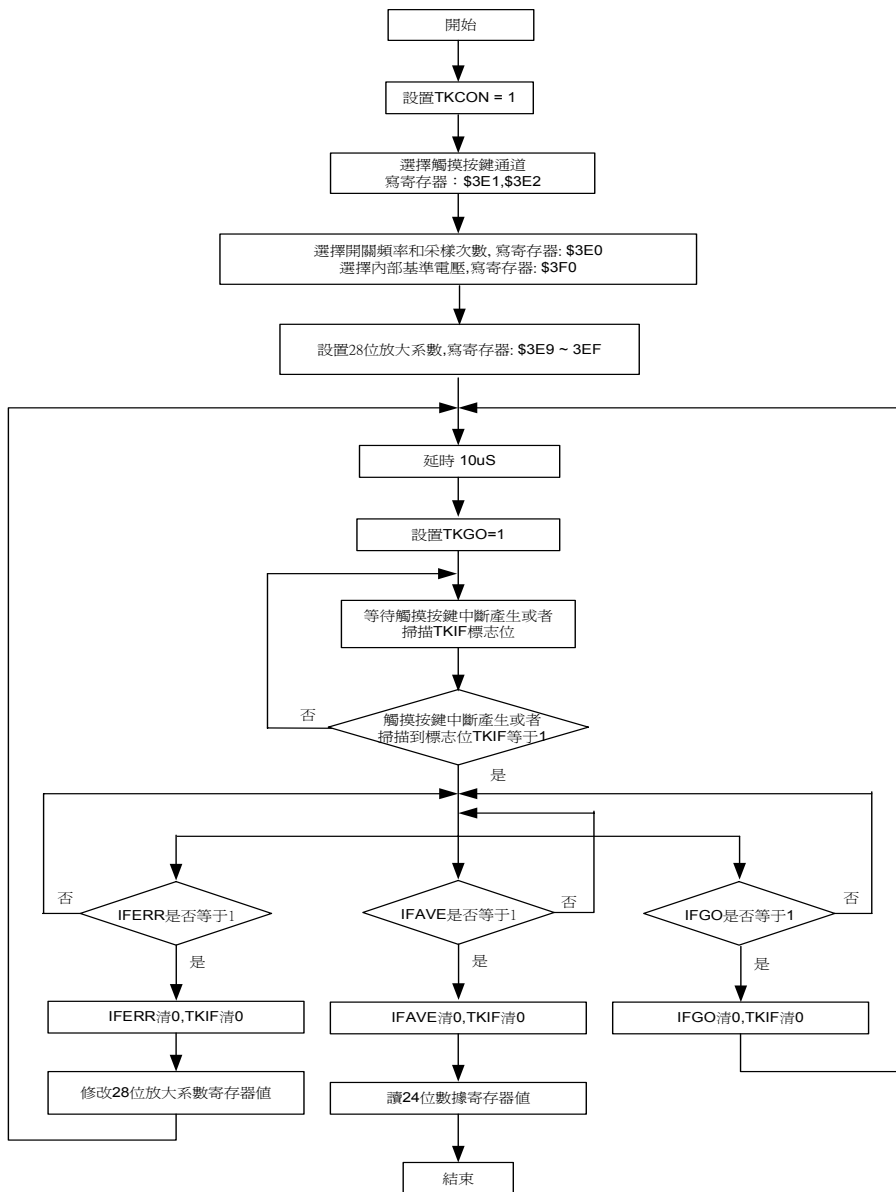 開始
設置TKCON = 1
選擇觸摸按鍵通道
寫寄存器：$3E1,$3E2
選擇開關頻率和采樣次數, 寫寄存器: $3E0
選擇內部基準電壓,寫寄存器: $3F0
設置28位放大系數,寫寄存器: $3E9 ~ 3EF
延時 10uS
設置TKGO=1
等待觸摸按鍵中斷產生或者
掃描TKIF標志位
否
觸摸按鍵中斷產生或者
掃描到標志位TKIF等于1
是
否
IFERR是否等于1
IFAVE是否等于1
否
IFGO是否等于1
否
是
是
是
IFERR清0,TKIF清0
IFAVE清0,TKIF清0
IFGO清0,TKIF清0
修改28位放大系數寄存器值
讀24位數據寄存器值
結束